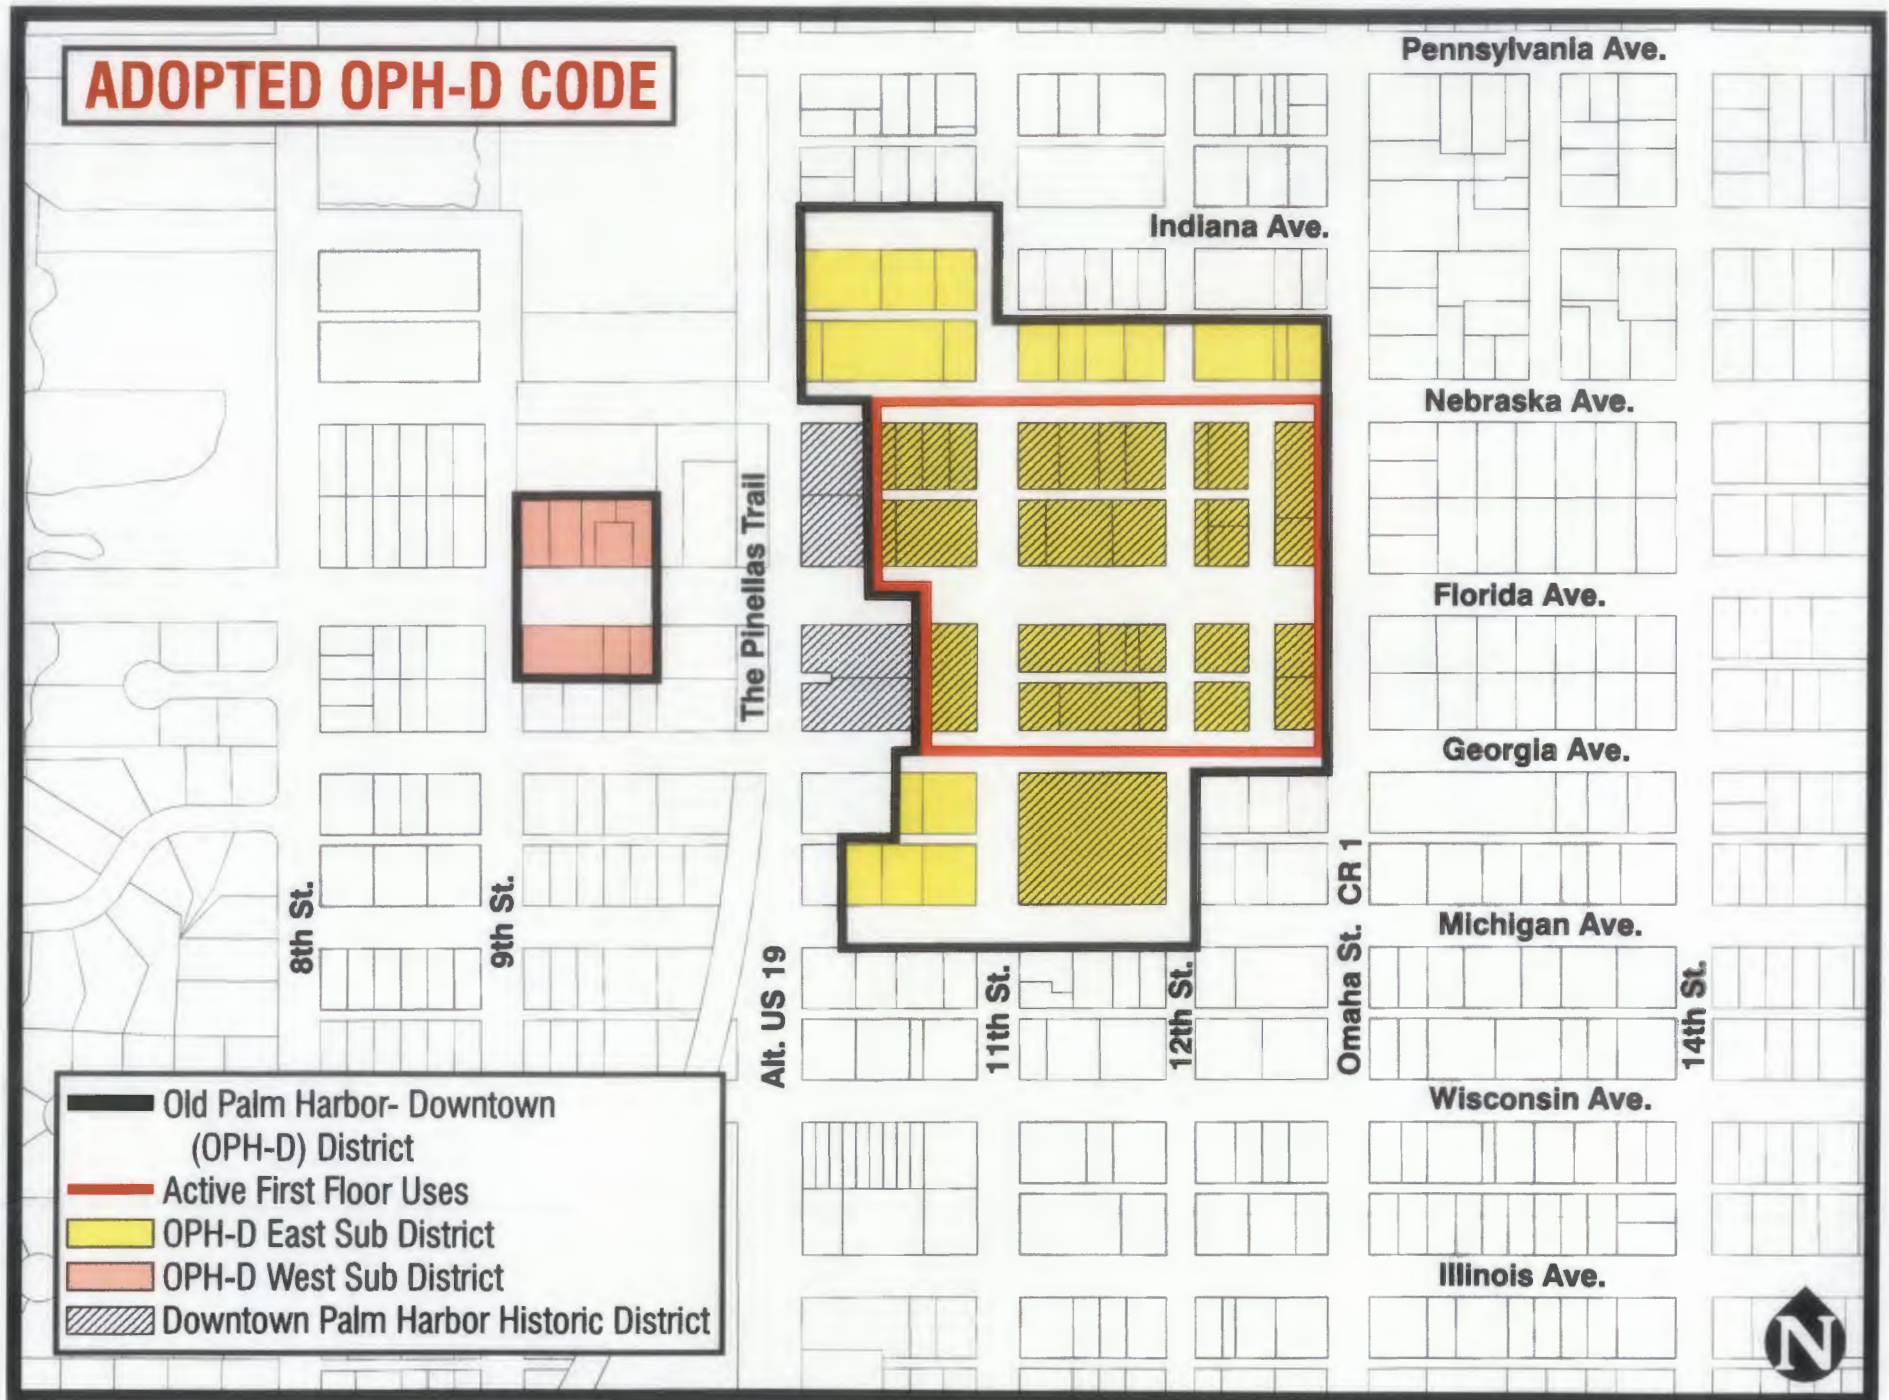 ADOPTED OPH-D CODE
Pennsylvania Ave.
Indiana Ave.
Nebraska Ave.
The Pinellas Trail
Florida Ave.
Georgia Ave.
8th St.
9th St.
Alt. US 19
11th St.
12th St.
Omaha St. CR 1
Michigan Ave.
14th St.
Wisconsin Ave.
Illinois Ave.
Old Palm Harbor- Downtown
(OPH-D) District
Active First Floor Uses
OPH-D East Sub District
OPH-D West Sub District
Downtown Palm Harbor Historic District
N